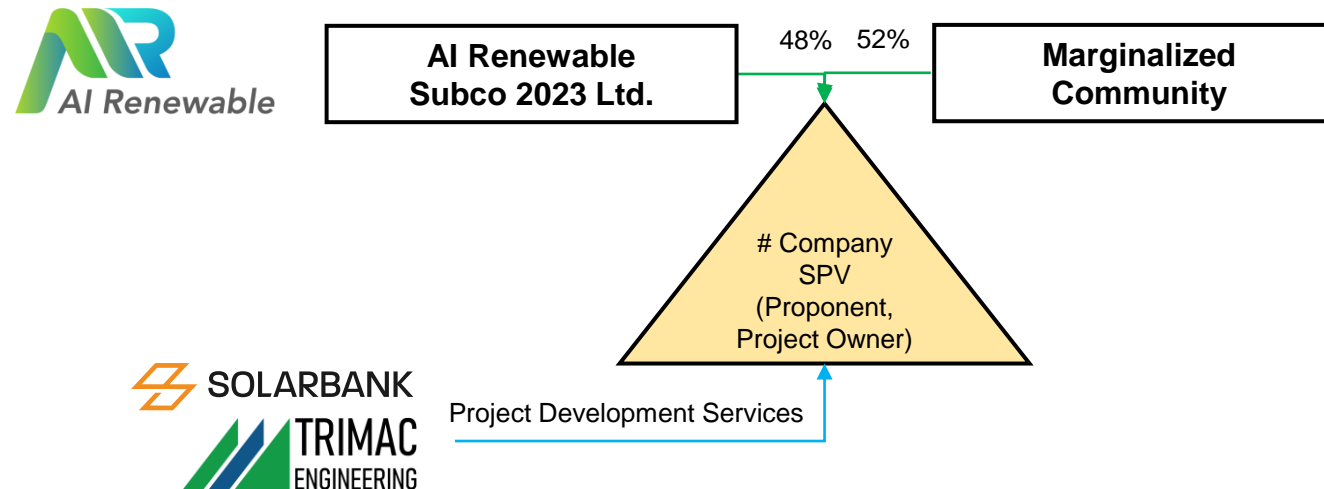 AI Renewable
AI Renewable
Subco 2023 Ltd.
48% 52%
Marginalized
Community
# Company
SPV
(Proponent,
Project Owner)
SOLARBANK
TRIMAC
ENGINEERING
Project Development Services